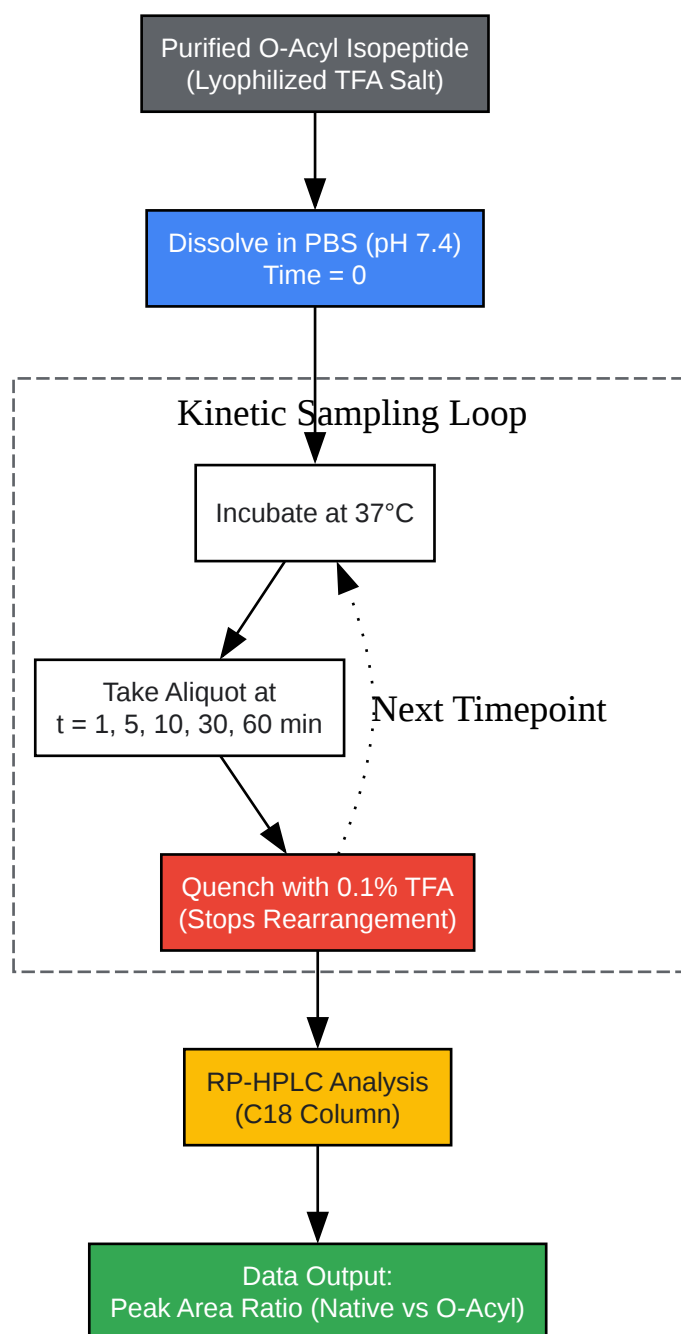 Purified O-Acyl Isopeptide
(Lyophilized TFA Salt)
Dissolve in PBS (pH 7.4)
Time = 0
Kinetic Sampling Loop
Incubate at 37°C
Take Aliquot at
t = 1, 5, 10, 30, 60 min
Next Timepoint
Quench with 0.1% TFA
(Stops Rearrangement)
RP-HPLC Analysis
(C18 Column)
Data Output:
Peak Area Ratio (Native vs O-Acyl)